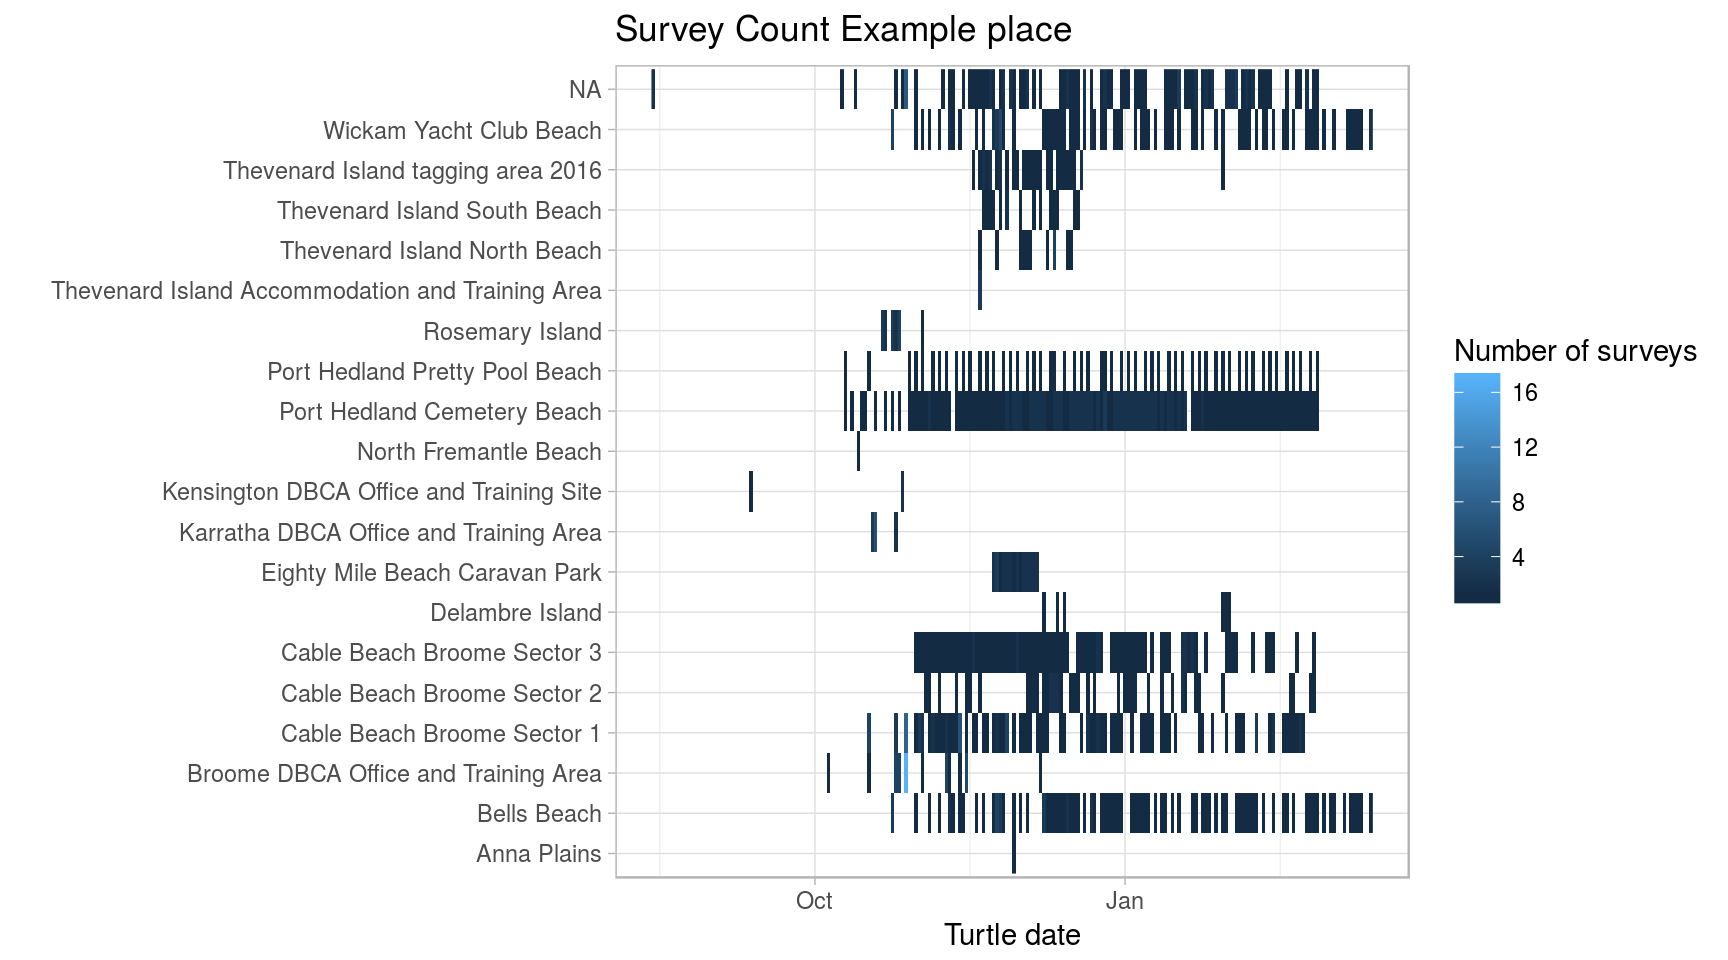 Survey Count Example place
NA
Wickam Yacht Club Beach
Thevenard Island tagging area 2016
Thevenard Island South Beach
Thevenard Island North Beach
Thevenard Island Accommodation and Training Area
Rosemary Island
Port Hedland Pretty Pool Beach
Port Hedland Cemetery Beach
North Fremantle Beach
Kensington DBCA Office and Training Site
Karratha DBCA Office and Training Area
Eighty Mile Beach Caravan Park
Delambre Island
Cable Beach Broome Sector 3
Cable Beach Broome Sector 2
Cable Beach Broome Sector 1
Broome DBCA Office and Training Area
Bells Beach
Anna Plains
Oct
Jan
Turtle date
Number of surveys
16
12
8
4